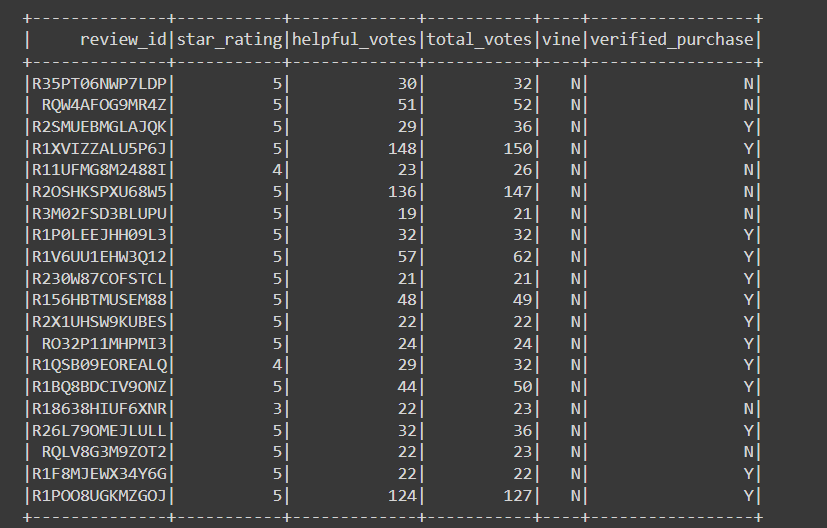 +--------------+-----------+-------------+-----------+----+-----------------+
|     review_id|star_rating|helpful_votes|total_votes|vine|verified_purchase|
+--------------+-----------+-------------+-----------+----+-----------------+
|R35PT06NWP7LDP|          5|           30|         32|   N|                N|
| RQW4AFOG9MR4Z|          5|           51|         52|   N|                N|
|R2SMUEBMGLAJQK|          5|           29|         36|   N|                Y|
|R1XVIZZALU5P6J|          5|          148|        150|   N|                Y|
|R11UFMG8M2488I|          4|           23|         26|   N|                N|
|R2OSHKSPXU68W5|          5|          136|        147|   N|                N|
|R3M02FSD3BLUPU|          5|           19|         21|   N|                N|
|R1P0LEEJHH09L3|          5|           32|         32|   N|                Y|
|R1V6UU1EHW3Q12|          5|           57|         62|   N|                Y|
|R230W87COFSTCL|          5|           21|         21|   N|                Y|
|R156HBTMUSEM88|          5|           48|         49|   N|                Y|
|R2X1UHSW9KUBES|          5|           22|         22|   N|                Y|
| RO32P11MHPMI3|          5|           24|         24|   N|                N|
|R1QSB09EOREALQ|          4|           29|         32|   N|                Y|
|R1BQ8BDCIV9ONZ|          5|           44|         50|   N|                Y|
|R18638HIUF6XNR|          3|           22|         23|   N|                N|
|R26L79OMEJLULL|          5|           32|         36|   N|                Y|
| RQLV8G3M9ZOT2|          5|           22|         23|   N|                N|
|R1F8MJEWX34Y6G|          5|           22|         22|   N|                Y|
|R1POO8UGKMZGOJ|          5|          124|        127|   N|                Y|
+--------------+-----------+-------------+-----------+----+-----------------+